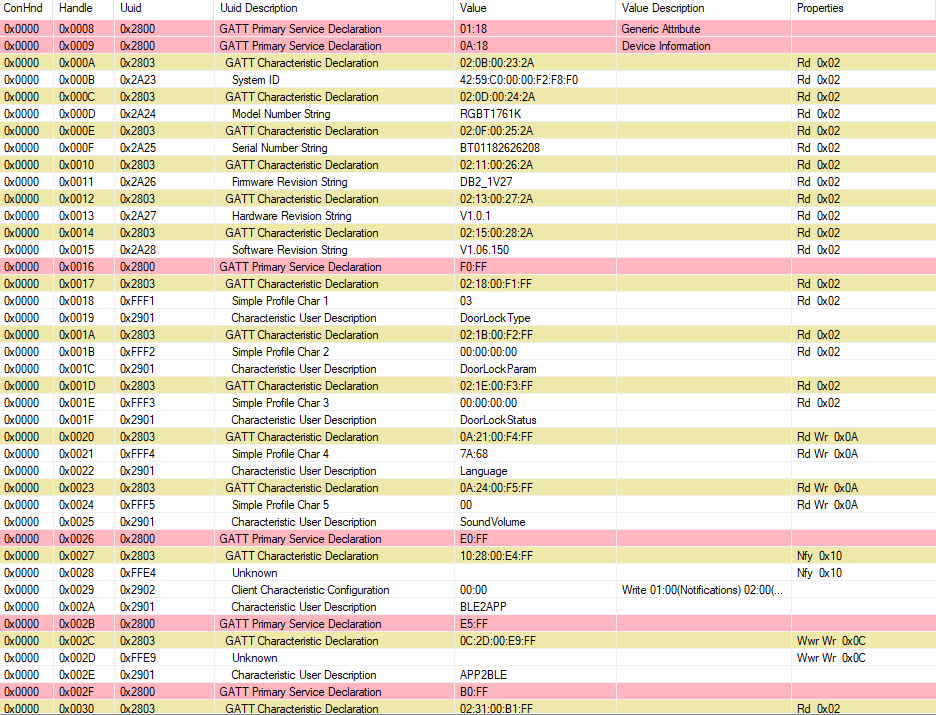 ConHnd Handle Uuid Uuid Description Value Value Description Properties
0x0000 0x0008 0x2800 GATT Primary Service Declaration 01:18 Generic Attribute
0x0000 0x0009 0x2800 GATT Primary Service Declaration 0A:18 Device Information
0x0000 0x000A 0x2803 GATT Characteristic Declaration 02:0B:00:23:2A Rd 0x02
0x0000 0x000B 0x2A23 System ID 42:59:C0:00:00:F2:F8:F0 Rd 0x02
0x0000 0x000C 0x2803 GATT Characteristic Declaration 02:0D:00:24:2A Rd 0x02
0x0000 0x000D 0x2A24 Model Number String RGBT1761K Rd 0x02
0x0000 0x000E 0x2803 GATT Characteristic Declaration 02:0F:00:25:2A Rd 0x02
0x0000 0x000F 0x2A25 Serial Number String BT01182626208 Rd 0x02
0x0000 0x0010 0x2803 GATT Characteristic Declaration 02:11:00:26:2A Rd 0x02
0x0000 0x0011 0x2A26 Firmware Revision String DB2_1V27 Rd 0x02
0x0000 0x0012 0x2803 GATT Characteristic Declaration 02:13:00:27:2A Rd 0x02
0x0000 0x0013 0x2A27 Hardware Revision String V1.0.1 Rd 0x02
0x0000 0x0014 0x2803 GATT Characteristic Declaration 02:15:00:28:2A Rd 0x02
0x0000 0x0015 0x2A28 Software Revision String V1.06.150 Rd 0x02
0x0000 0x0016 0x2800 GATT Primary Service Declaration F0:FF
0x0000 0x0017 0x2803 GATT Characteristic Declaration 02:18:00:F1:FF Rd 0x02
0x0000 0x0018 0xFFF1 Simple Profile Char 1 03 Rd 0x02
0x0000 0x0019 0x2901 Characteristic User Description DoorLockType
0x0000 0x001A 0x2803 GATT Characteristic Declaration 02:1B:00:F2:FF Rd 0x02
0x0000 0x001B 0xFFF2 Simple Profile Char 2 00:00:00:00 Rd 0x02
0x0000 0x001C 0x2901 Characteristic User Description DoorLockParam
0x0000 0x001D 0x2803 GATT Characteristic Declaration 02:1E:00:F3:FF Rd 0x02
0x0000 0x001E 0xFFF3 Simple Profile Char 3 00:00:00:00 Rd 0x02
0x0000 0x001F 0x2901 Characteristic User Description DoorLockStatus
0x0000 0x0020 0x2803 GATT Characteristic Declaration 0A:21:00:F4:FF Rd Wr 0x0A
0x0000 0x0021 0xFFF4 Simple Profile Char 4 7A:68 Rd Wr 0x0A
0x0000 0x0022 0x2901 Characteristic User Description Language
0x0000 0x0023 0x2803 GATT Characteristic Declaration 0A:24:00:F5:FF Rd Wr 0x0A
0x0000 0x0024 0xFFF5 Simple Profile Char 5 00 Rd Wr 0x0A
0x0000 0x0025 0x2901 Characteristic User Description SoundVolume
0x0000 0x0026 0x2800 GATT Primary Service Declaration E0:FF
0x0000 0x0027 0x2803 GATT Characteristic Declaration 10:28:00:E4:FF Nfy 0x10
0x0000 0x0028 0xFFE4 Unknown Nfy 0x10
0x0000 0x0029 0x2902 Client Characteristic Configuration 00:00 Write 01:00(Notifications) 02:00(...
0x0000 0x002A 0x2901 Characteristic User Description BLE2APP
0x0000 0x002B 0x2800 GATT Primary Service Declaration E5:FF
0x0000 0x002C 0x2803 GATT Characteristic Declaration 0C:2D:00:E9:FF Wwr Wr 0x0C
0x0000 0x002D 0xFFE9 Unknown Wwr Wr 0x0C
0x0000 0x002E 0x2901 Characteristic User Description APP2BLE
0x0000 0x002F 0x2800 GATT Primary Service Declaration B0:FF
0x0000 0x0030 0x2803 GATT Characteristic Declaration 02:31:00:B1:FF Rd 0x02